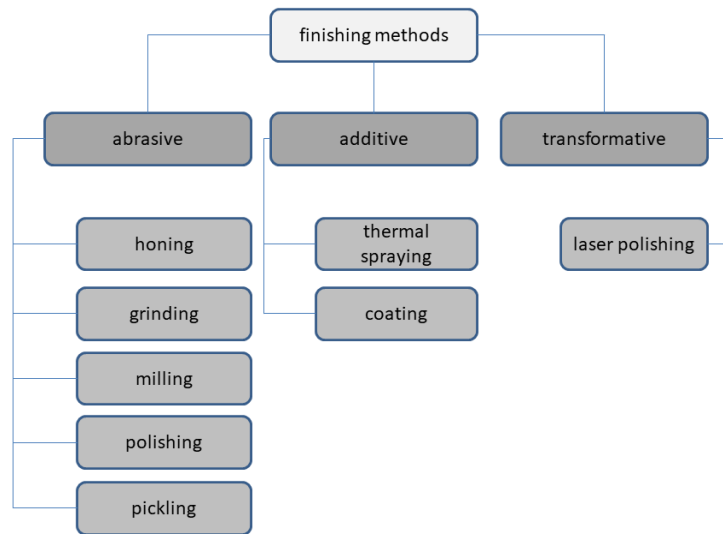 finishing methods
abrasive
additive
transformative
honing
thermal
spraying
laser polishing
grinding
coating
milling
polishing
pickling